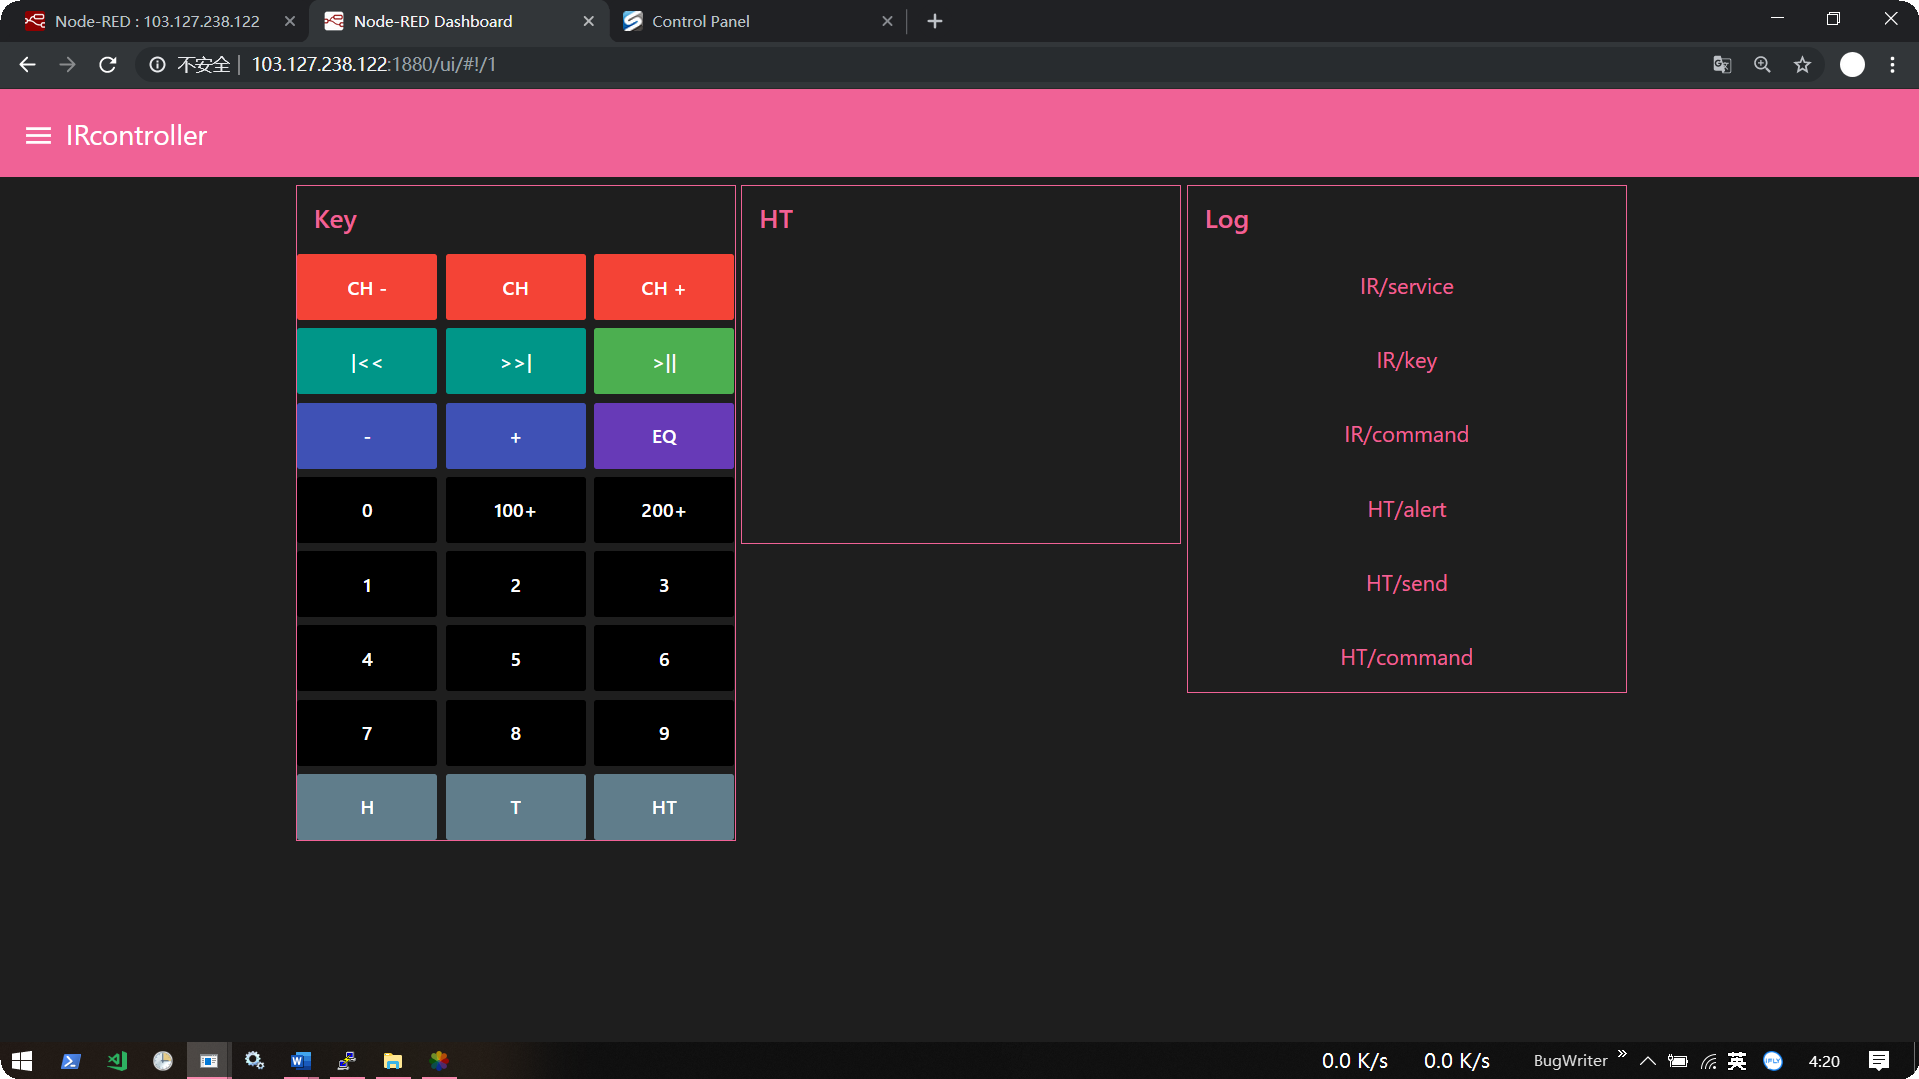 Node-RED : 103.127.238.122
Node-RED Dashboard
Control Panel
不安全 | 103.127.238.122:1880/ui/#!/1
IRcontroller
Key
CH - CH CH +
|<< >>| >||
- + EQ
0 100+ 200+
1 2 3
4 5 6
7 8 9
H T HT
HT
Log
IR/service
IR/key
IR/command
HT/alert
HT/send
HT/command
0.0 K/s 0.0 K/s BugWriter » 英 4:20